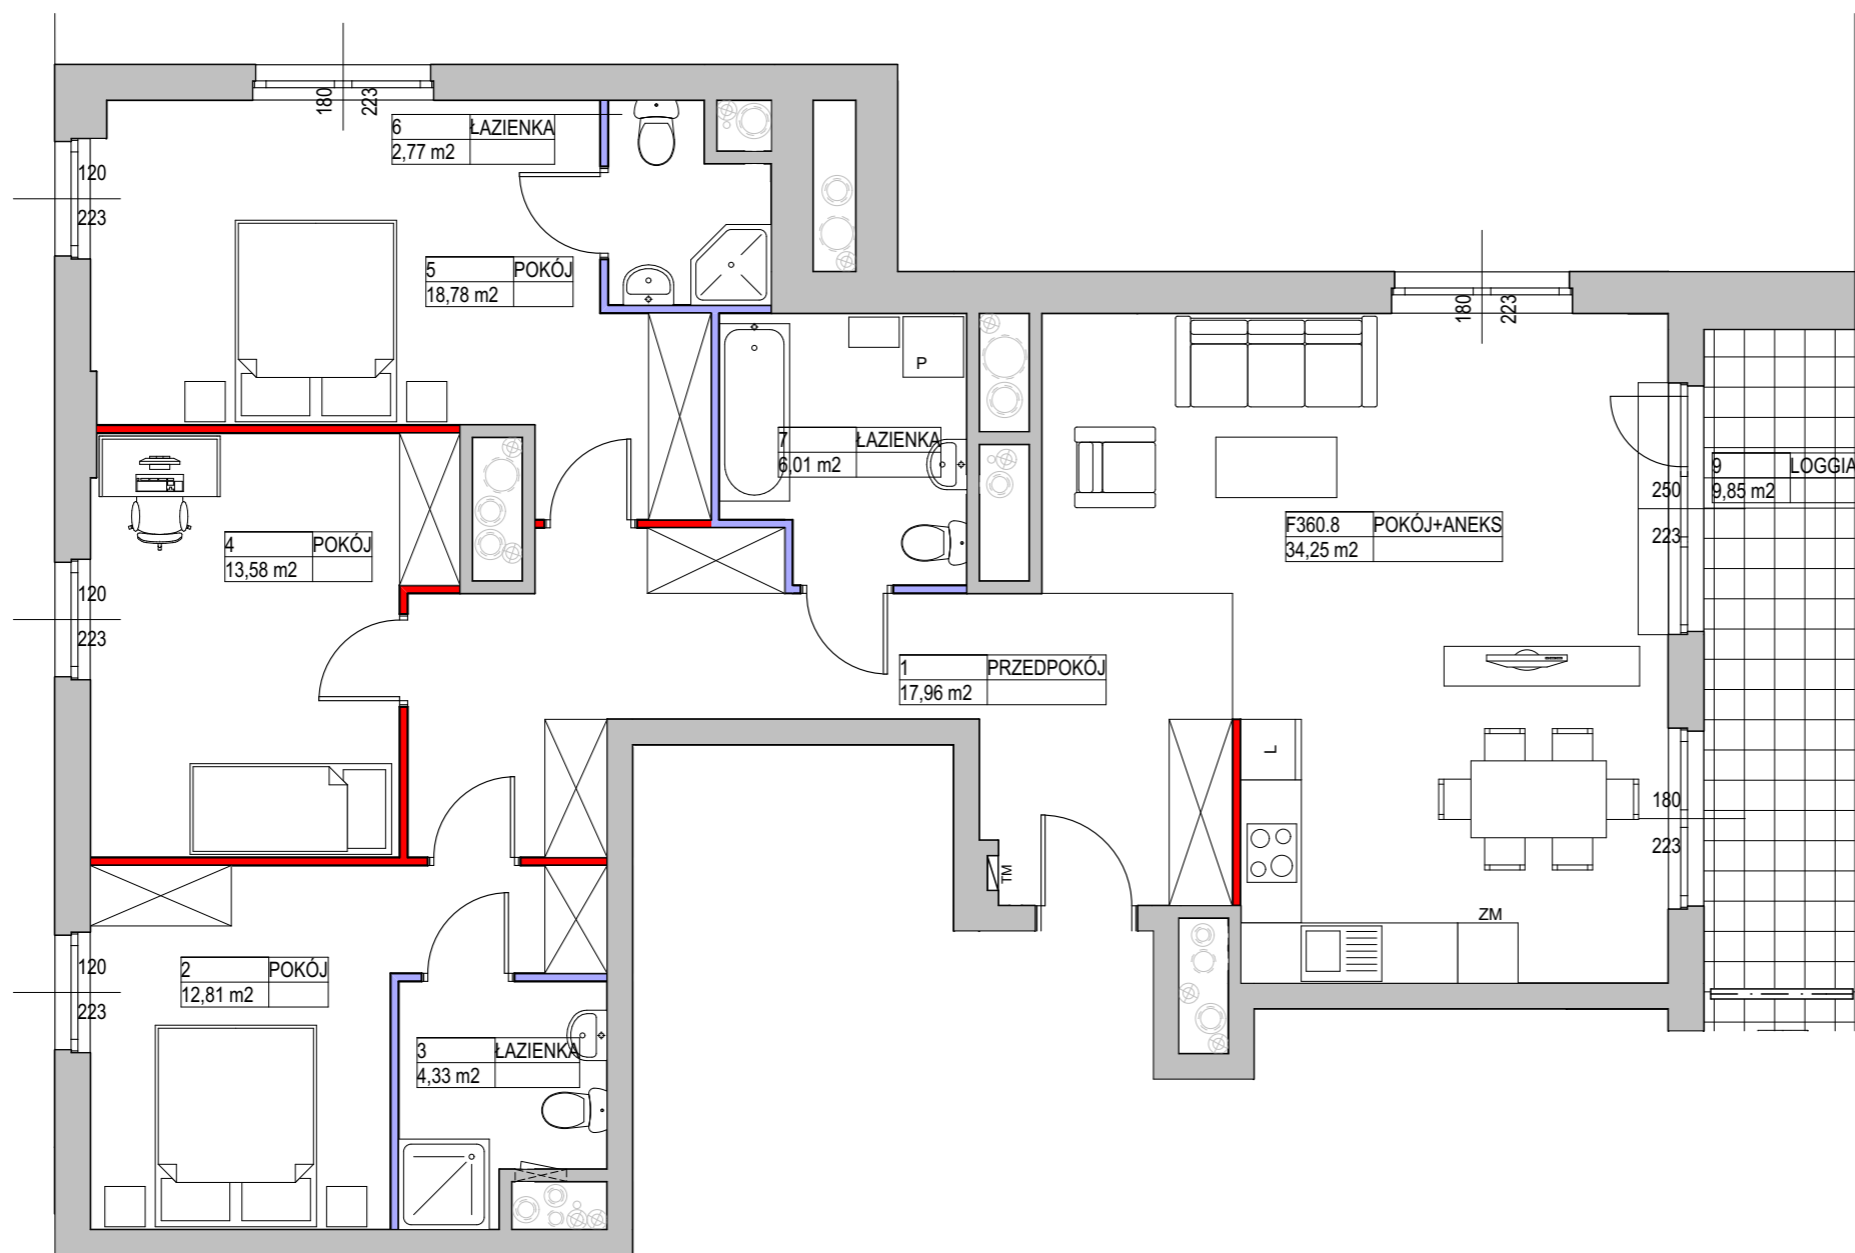 180
223
6 ŁAZIENKA
2,77 m2
120
223
5 POKÓJ
18,78 m2
180
223
P
7 ŁAZIENKA
6,01 m2
9 LOGGIA
9,85 m2
250
223
F360.8 POKÓJ+ANEKS
34,25 m2
4 POKÓJ
13,58 m2
120
223
1 PRZEDPOKÓJ
17,96 m2
L
180
223
TM
ZM
2 POKÓJ
12,81 m2
120
223
3 ŁAZIENKA
4,33 m2